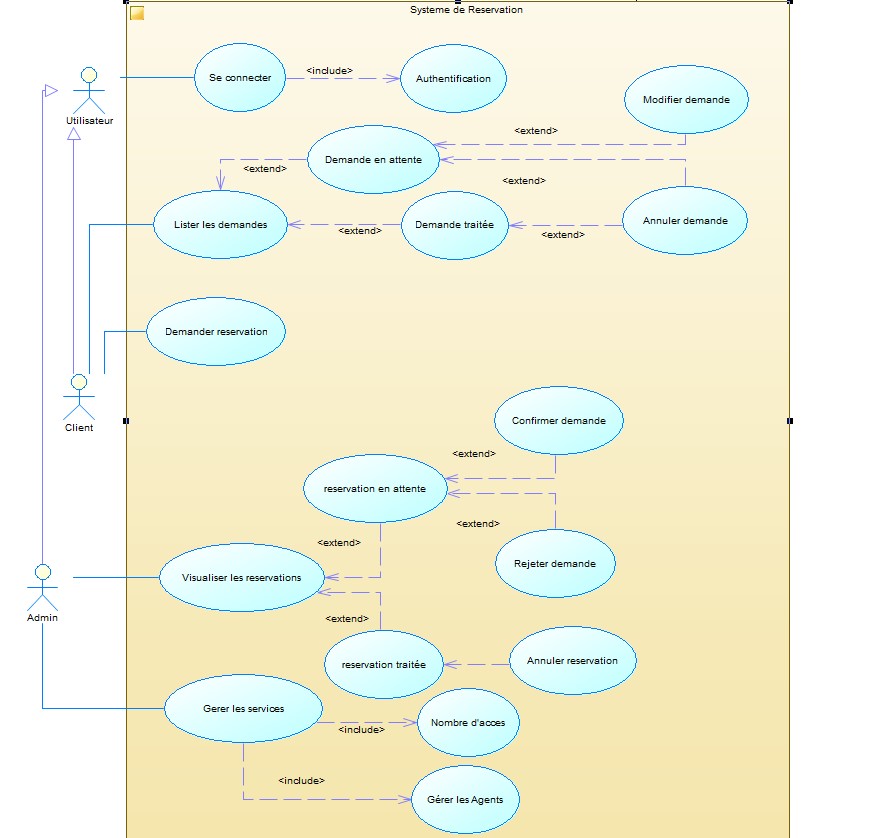 Systeme de Reservation
Se connecter
<include>
Authentification
Modifier demande
Utilisateur
<extend>
Demande en attente
<extend>
<extend>
Lister les demandes
<extend>
Demande traitée
<extend>
Annuler demande
Demander reservation
Client
Confirmer demande
<extend>
reservation en attente
<extend>
<extend>
Rejeter demande
Visualiser les reservations
Admin
<extend>
reservation traitée
Annuler reservation
Gerer les services
<include>
Nombre d'acces
<include>
Gérer les Agents